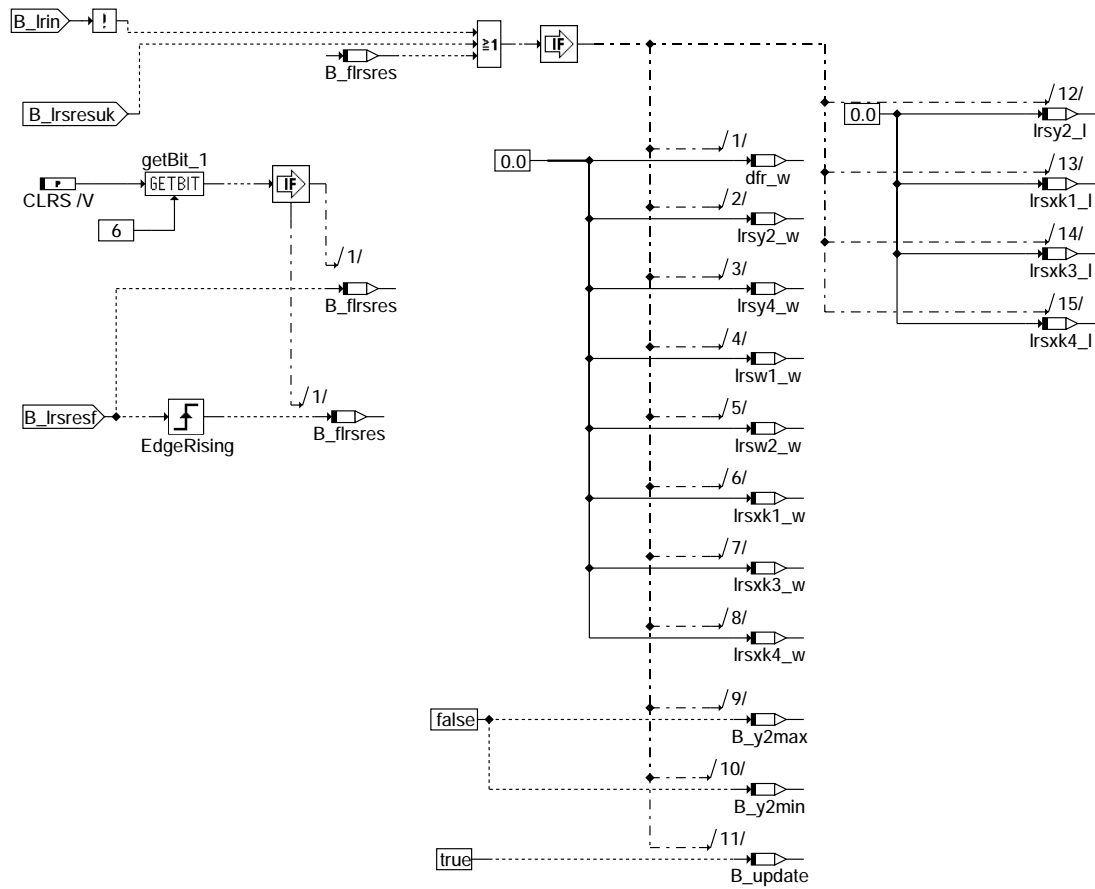 B_lrin
!
≥1
IF
B_flrsres
B_lrsresuk
12/
0.0
lrsy2_l
getBit_1
GETBIT
IF
P
CLRS /V
6
1/
B_flrsres
0.0
1/
dfr_w
2/
lrsy2_w
3/
lrsy4_w
4/
lrsw1_w
5/
lrsw2_w
6/
lrsxk1_w
7/
lrsxk3_w
8/
lrsxk4_w
13/
lrsxk1_l
14/
lrsxk3_l
15/
lrsxk4_l
B_lrsresf
EdgeRising
1/
B_flrsres
false
9/
B_y2max
10/
B_y2min
true
11/
B_update